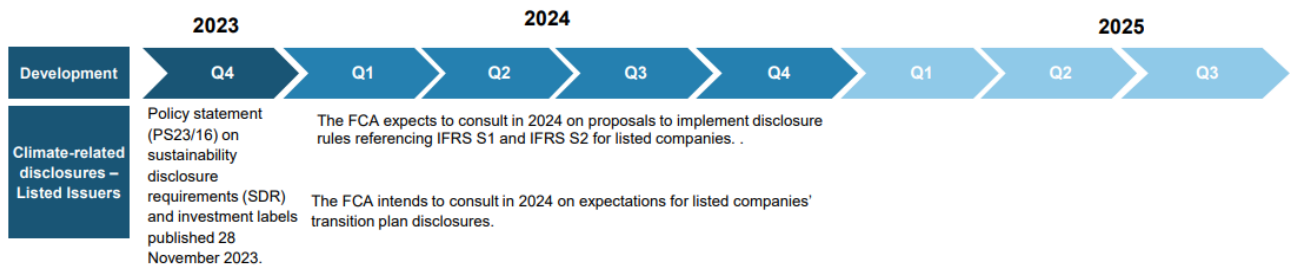 2023
2024
2025
Development
Q4
Q1
Q2
Q3
Q4
Q1
Q2
Q3
Climate-related
disclosures –
Listed Issuers
Policy statement
(PS23/16) on
sustainability
disclosure
requirements (SDR)
and investment labels
published 28
November 2023.
The FCA expects to consult in 2024 on proposals to implement disclosure
rules referencing IFRS S1 and IFRS S2 for listed companies. .
The FCA intends to consult in 2024 on expectations for listed companies’
transition plan disclosures.